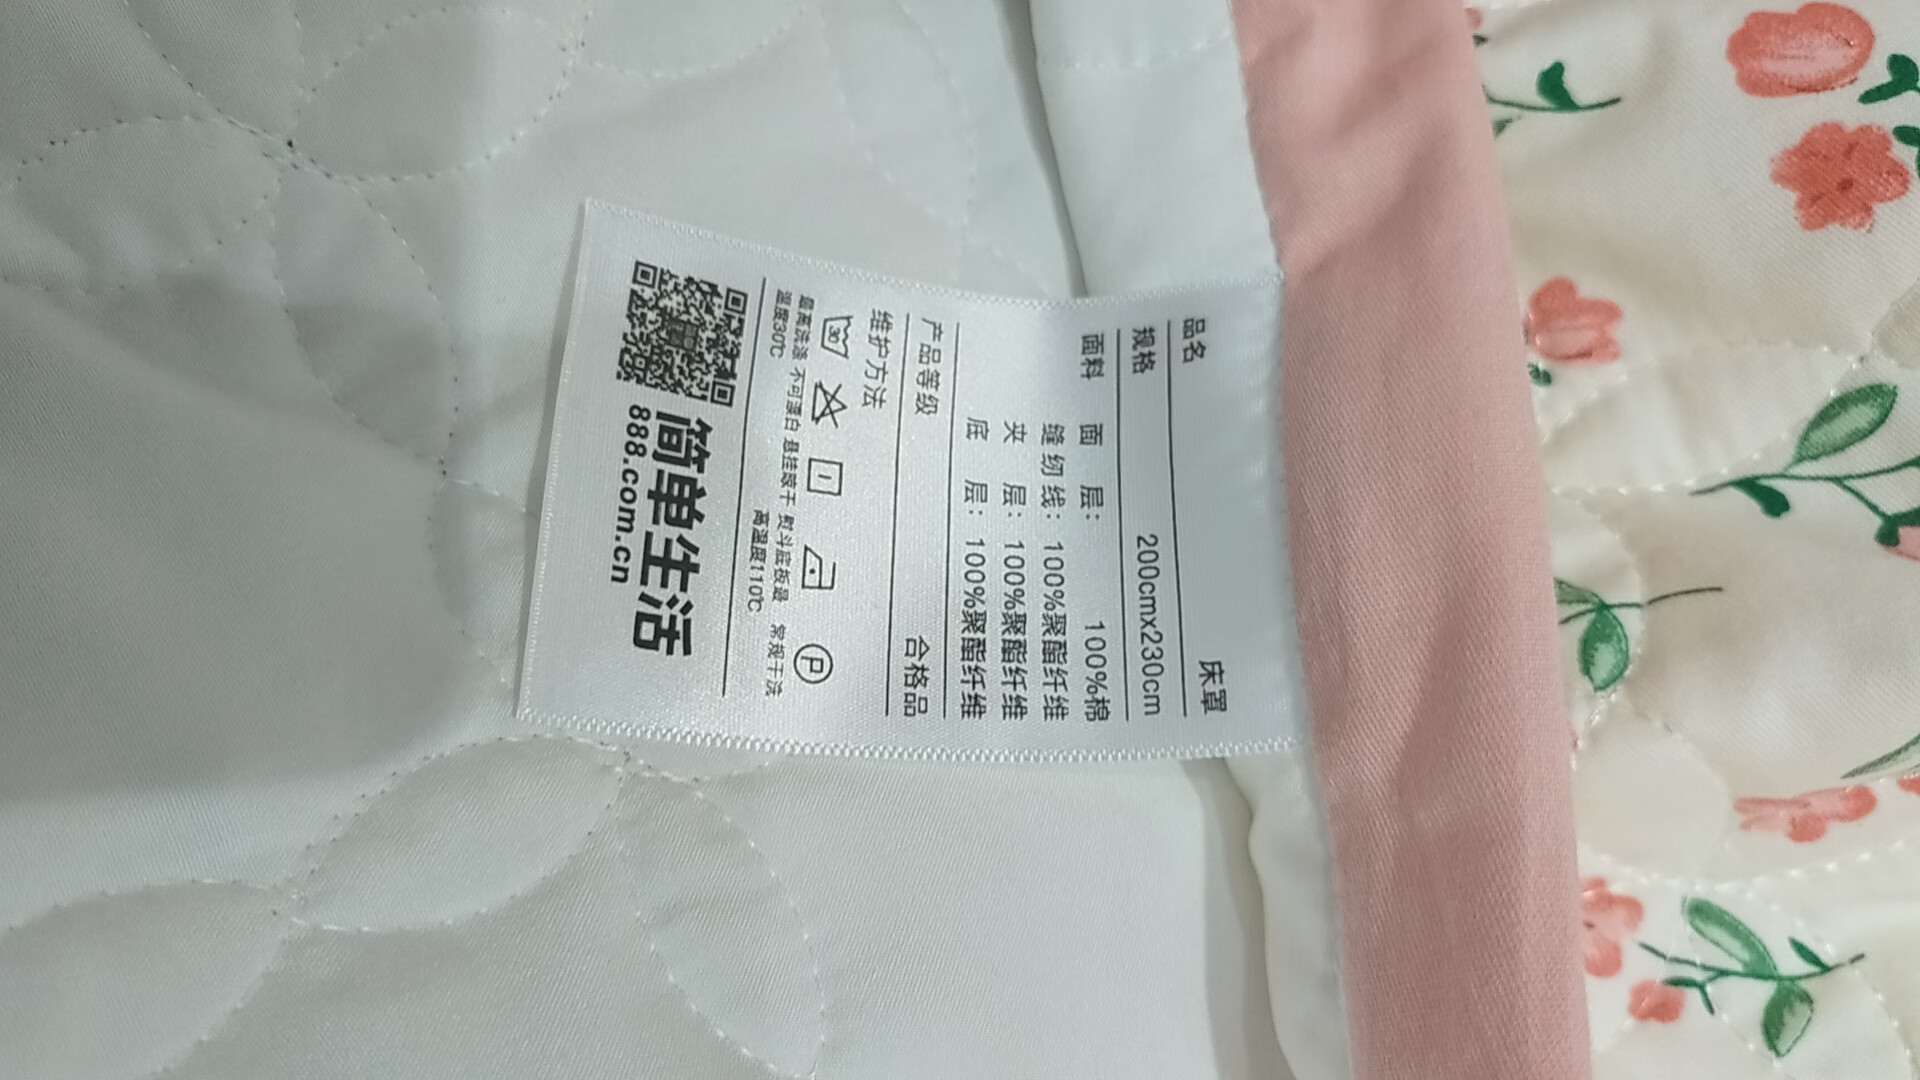 品名 床罩
规格 200cmx230cm
面料 面 层: 100%棉
缝纫线: 100%聚酯纤维
夹 层: 100%聚酯纤维
底 层: 100%聚酯纤维
产品等级 合格品
维护方法
30 P
最高洗涤 不可漂白 悬挂晾干 熨斗底板最 常规干洗
温度30℃ 高温度110℃
简单生活
888.com.cn